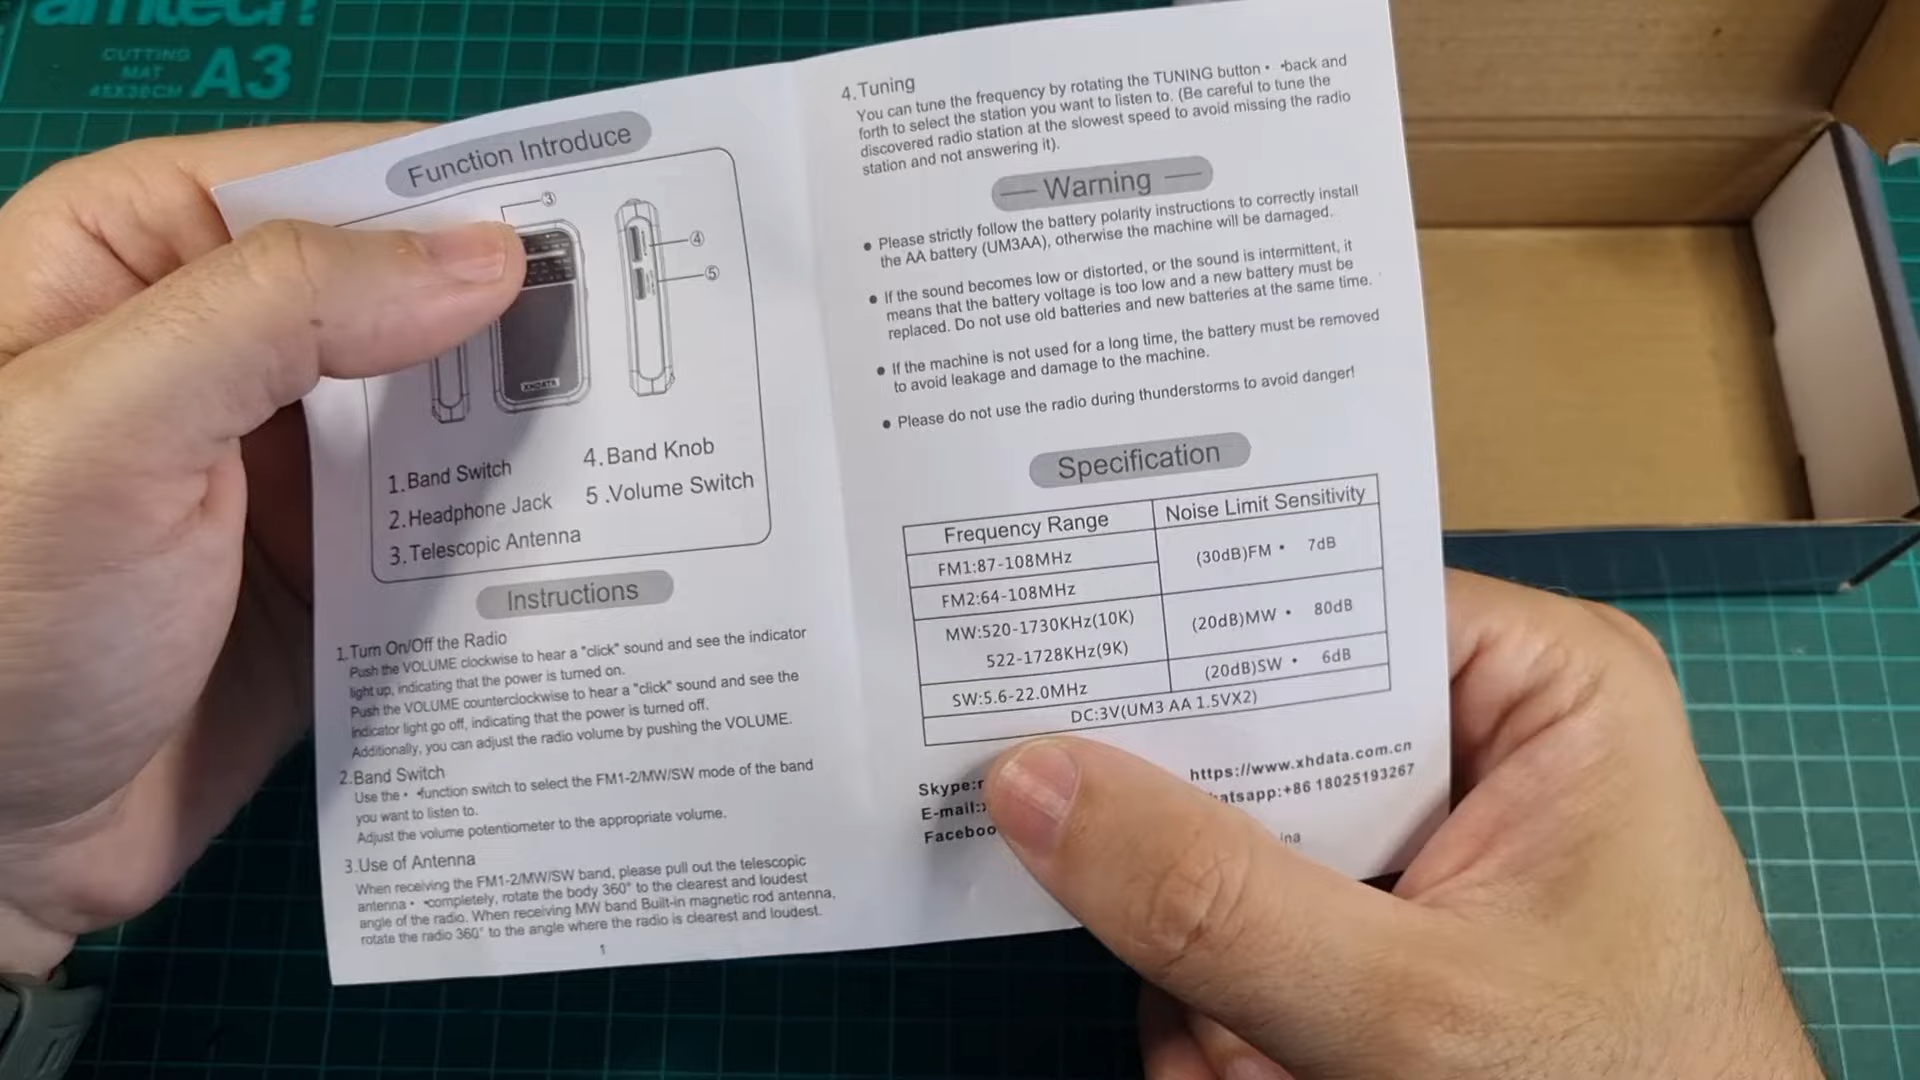 CUTTING
MAT
45X30CM
A3
Function Introduce
③
④
⑤
XHDATA
1.Band Switch
2.Headphone Jack
3.Telescopic Antenna
4.Band Knob
5 .Volume Switch
Instructions
1.Turn On/Off the Radio
Push the VOLUME clockwise to hear a "click" sound and see the indicator
light up, indicating that the power is turned on.
Push the VOLUME counterclockwise to hear a "click" sound and see the
indicator light go off, indicating that the power is turned off.
Additionally, you can adjust the radio volume by pushing the VOLUME.
2.Band Switch
Use the • •function switch to select the FM1-2/MW/SW mode of the band
you want to listen to.
Adjust the volume potentiometer to the appropriate volume.
3.Use of Antenna
When receiving the FM1-2/MW/SW band, please pull out the telescopic
antenna • •completely, rotate the body 360° to the clearest and loudest
angle of the radio. When receiving MW band Built-in magnetic rod antenna,
rotate the radio 360° to the angle where the radio is clearest and loudest.
1
4.Tuning
You can tune the frequency by rotating the TUNING button • •back and
forth to select the station you want to listen to. (Be careful to tune the
discovered radio station at the slowest speed to avoid missing the radio
station and not answering it).
Warning
● Please strictly follow the battery polarity instructions to correctly install
the AA battery (UM3AA), otherwise the machine will be damaged.
● If the sound becomes low or distorted, or the sound is intermittent, it
means that the battery voltage is too low and a new battery must be
replaced. Do not use old batteries and new batteries at the same time.
● If the machine is not used for a long time, the battery must be removed
to avoid leakage and damage to the machine.
● Please do not use the radio during thunderstorms to avoid danger!
Specification
Frequency Range Noise Limit Sensitivity
FM1:87-108MHz
(30dB)FM • 7dB
FM2:64-108MHz
MW:520-1730KHz(10K)
(20dB)MW • 80dB
522-1728KHz(9K)
SW:5.6-22.0MHz (20dB)SW • 6dB
DC:3V(UM3 AA 1.5VX2)
Skype: https://www.xhdata.com.cn
E-mail: :+86 18025193267